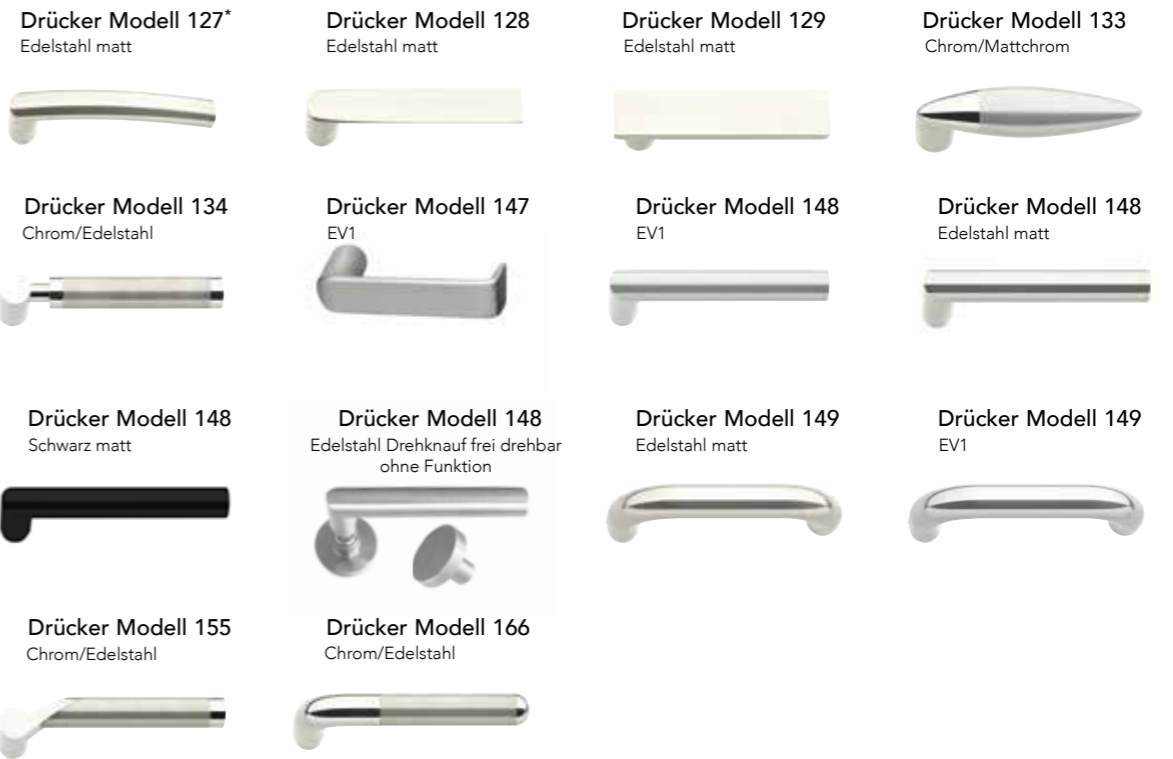 Drücker Modell 127*
Edelstahl matt
Drücker Modell 128
Edelstahl matt
Drücker Modell 129
Edelstahl matt
Drücker Modell 133
Chrom/Mattchrom
Drücker Modell 134
Chrom/Edelstahl
Drücker Modell 147
EV1
Drücker Modell 148
EV1
Drücker Modell 148
Edelstahl matt
Drücker Modell 148
Schwarz matt
Drücker Modell 148
Edelstahl Drehknauf frei drehbar
ohne Funktion
Drücker Modell 149
Edelstahl matt
Drücker Modell 149
EV1
Drücker Modell 155
Chrom/Edelstahl
Drücker Modell 166
Chrom/Edelstahl